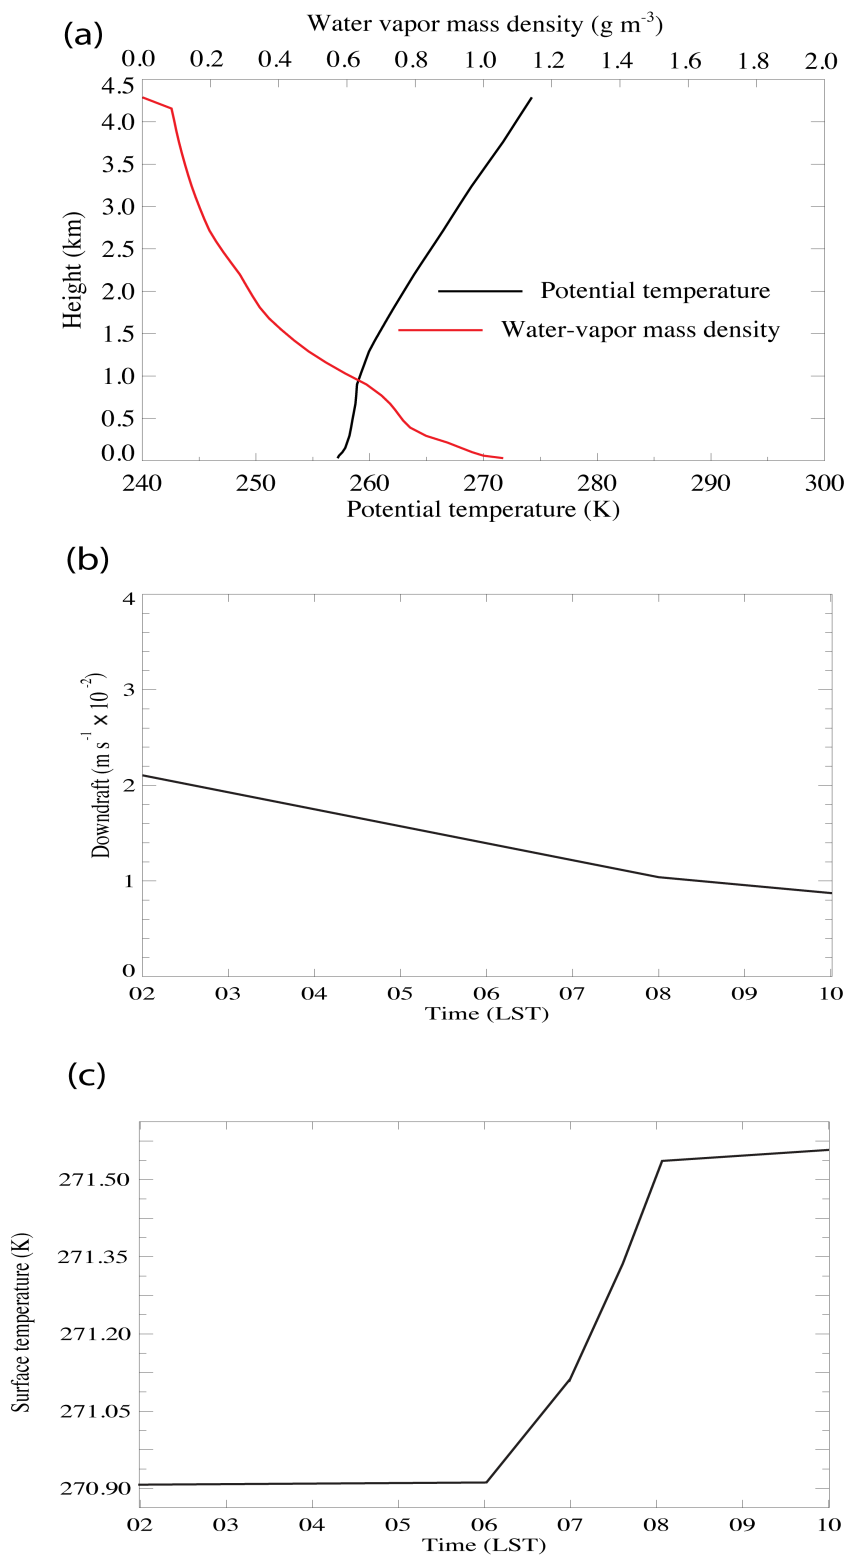 (a)
Water vapor mass density (g m-3)
0.0 0.2 0.4 0.6 0.8 1.0 1.2 1.4 1.6 1.8 2.0
4.5
4.0
3.5
3.0
2.5
2.0
1.5
1.0
0.5
0.0
Height (km)
Potential temperature
Water-vapor mass density
240 250 260 270 280 290 300
Potential temperature (K)
(b)
4
3
2
1
0
Downdraft (m s-1 x 10-2)
02 03 04 05 06 07 08 09 10
Time (LST)
(c)
271.50
271.35
271.20
271.05
270.90
Surface temperature (K)
02 03 04 05 06 07 08 09 10
Time (LST)